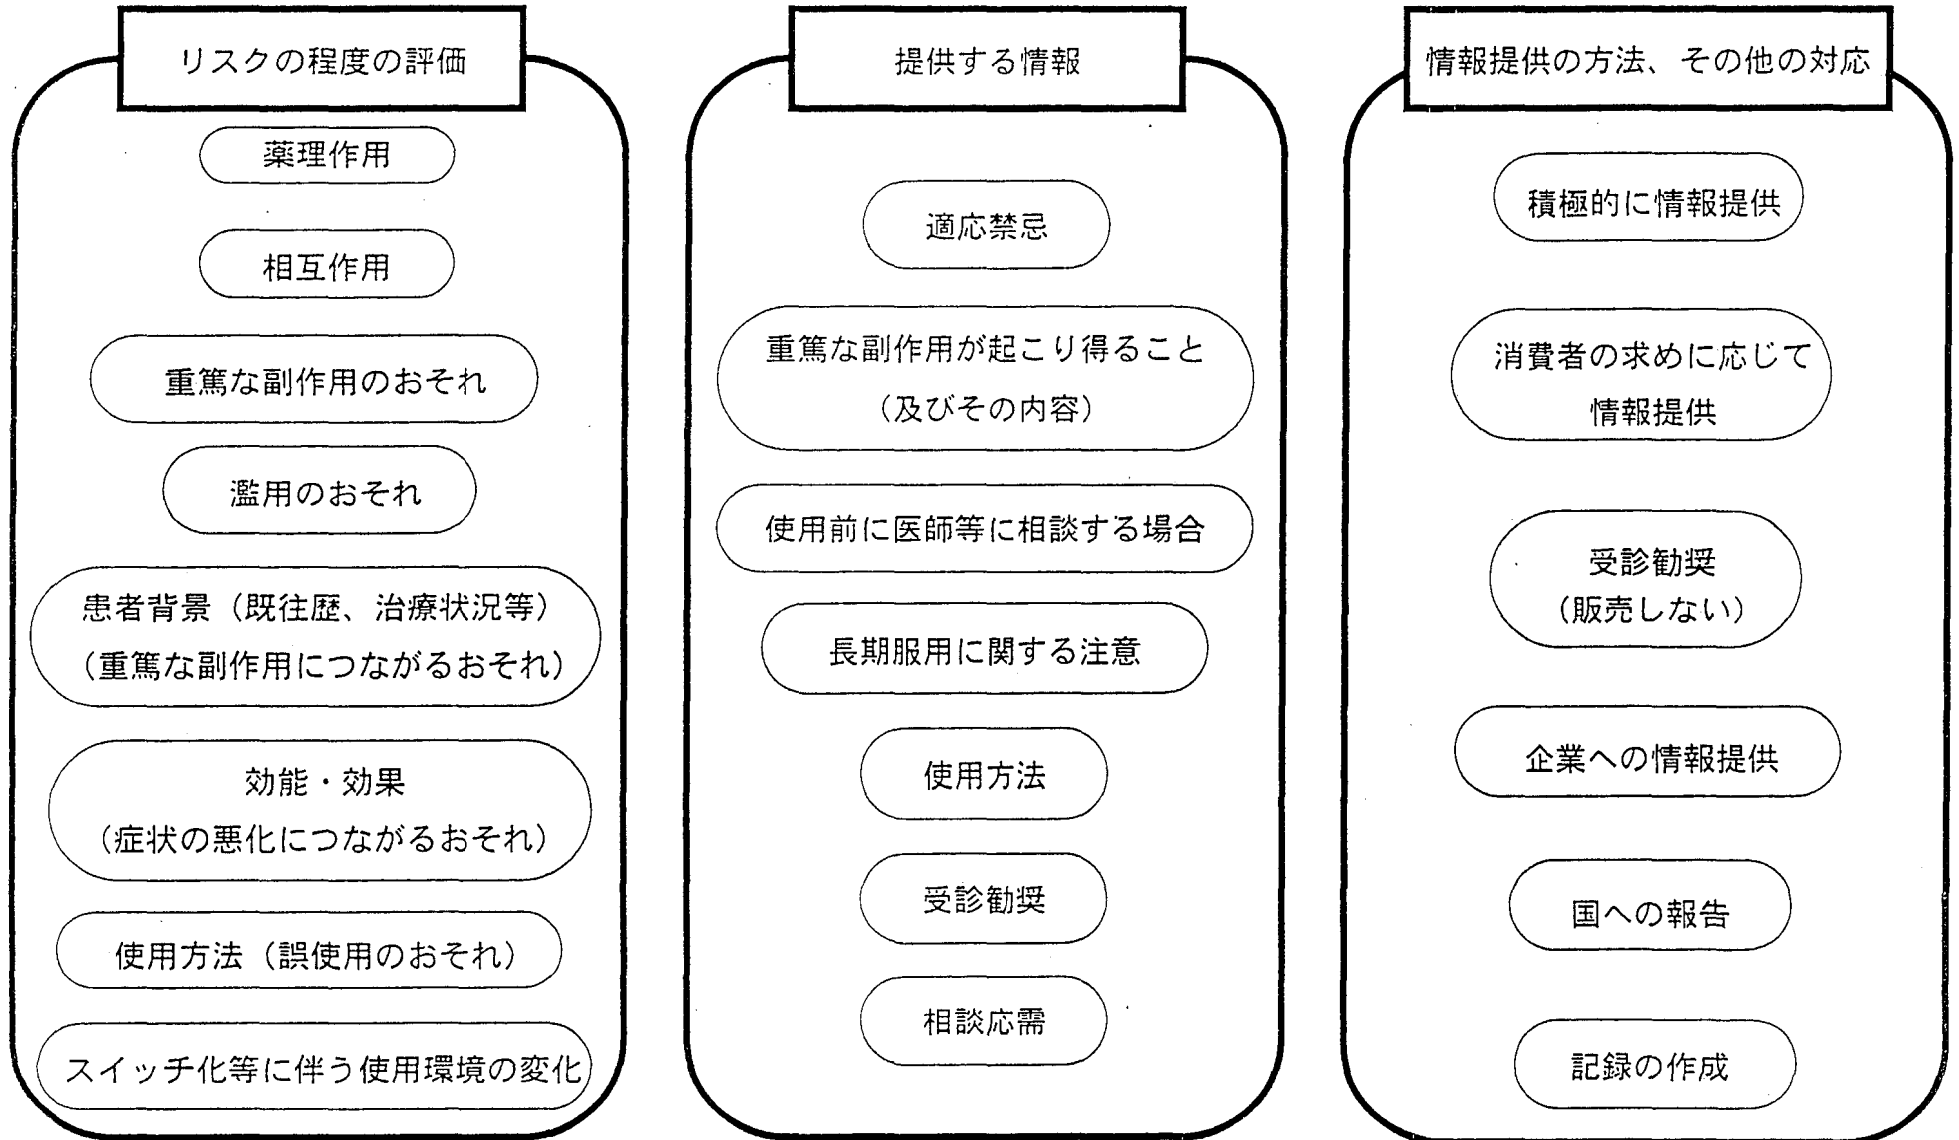 リスクの程度の評価
薬理作用
相互作用
重篤な副作用のおそれ
濫用のおそれ
患者背景（既往歴、治療状況等）
（重篤な副作用につながるおそれ）
効能・効果
（症状の悪化につながるおそれ）
使用方法（誤使用のおそれ）
スイッチ化等に伴う使用環境の変化
提供する情報
適応禁忌
重篤な副作用が起こり得ること
（及びその内容）
使用前に医師等に相談する場合
長期服用に関する注意
使用方法
受診勧奨
相談応需
情報提供の方法、その他の対応
積極的に情報提供
消費者の求めに応じて
情報提供
受診勧奨
（販売しない）
企業への情報提供
国への報告
記録の作成